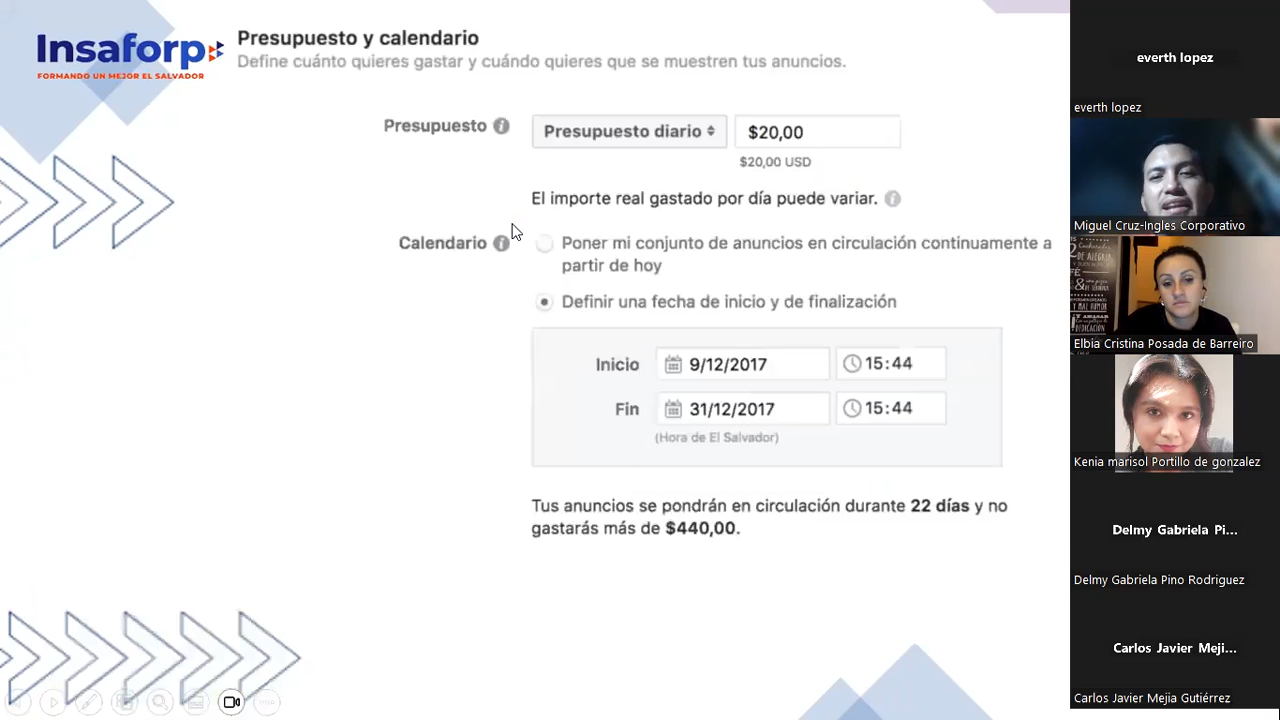 Insaforp
FORMANDO UN MEJOR EL SALVADOR
Presupuesto y calendario
Define cuánto quieres gastar y cuándo quieres que se muestren tus anuncios.
Presupuesto
Presupuesto diario
$20,00
$20,00 USD
El importe real gastado por día puede variar.
Calendario
Poner mi conjunto de anuncios en circulación continuamente a
partir de hoy
Definir una fecha de inicio y de finalización
Inicio
9/12/2017
15:44
Fin
31/12/2017
15:44
(Hora de El Salvador)
Tus anuncios se pondrán en circulación durante 22 días y no
gastarás más de $440,00.
everth lopez
everth lopez
Miguel Cruz-Ingles Corporativo
DE ALEGRIA
Y MAL HUMOR
DEDICACIÓN
Elbia Cristina Posada de Barreiro
Kenia marisol Portillo de gonzalez
Delmy Gabriela Pi...
Delmy Gabriela Pino Rodriguez
Carlos Javier Meji...
Carlos Javier Mejia Gutiérrez